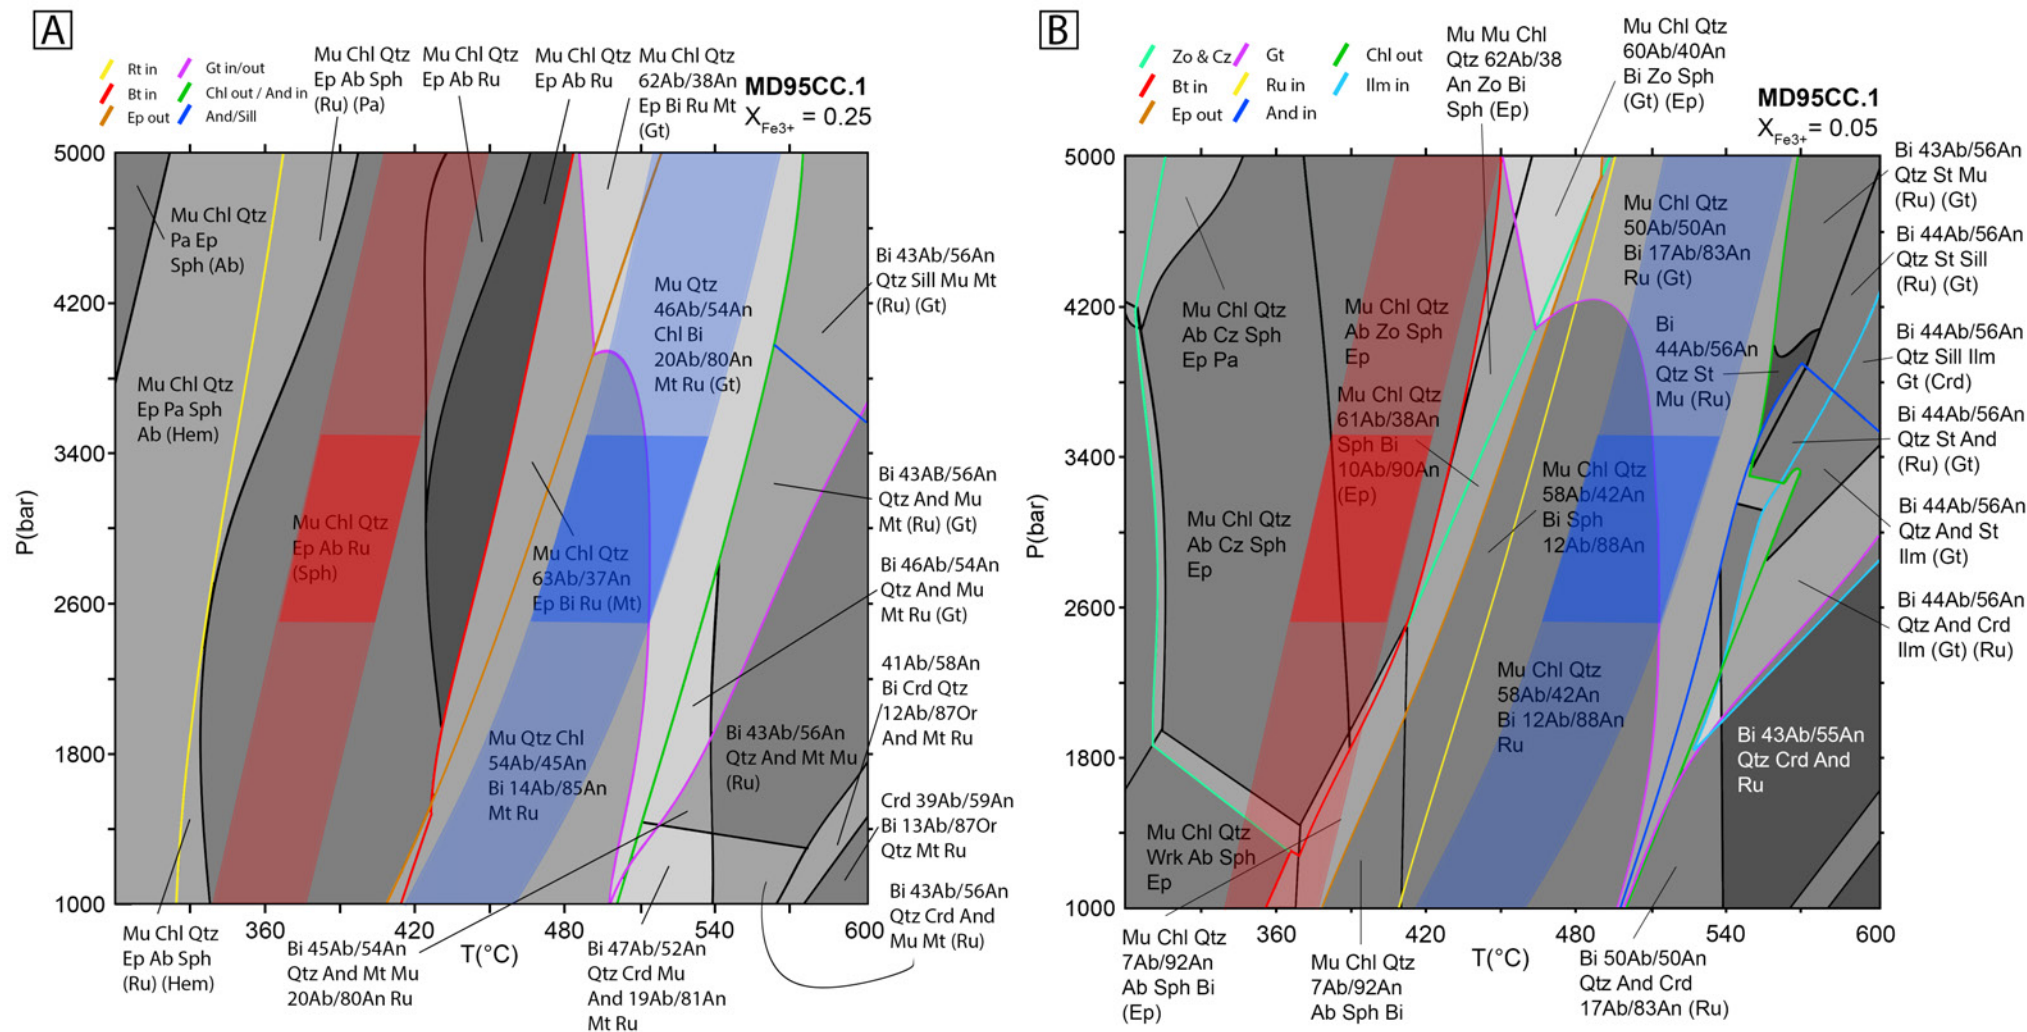 A
Rt in
Bt in
Ep out
Gt in/out
Chl out / And in
And/Sill
Mu Chl Qtz
Ep Ab Sph
(Ru) (Pa)
Mu Chl Qtz
Ep Ab Ru
Mu Chl Qtz
Ep Ab Ru
Mu Chl Qtz
62Ab/38An
Ep Bi Ru Mt
(Gt)
MD95CC.1
XFe3+ = 0.25
5000
4200
3400
2600
1800
1000
P(bar)
Mu Chl Qtz
Pa Ep
Sph (Ab)
Mu Chl Qtz
Ep Pa Sph
Ab (Hem)
Mu Chl Qtz
Ep Ab Ru
(Sph)
Mu Qtz
46Ab/54An
Chl Bi
20Ab/80An
Mt Ru (Gt)
Mu Chl Qtz
63Ab/37An
Ep Bi Ru (Mt)
Mu Qtz Chl
54Ab/45An
Bi 14Ab/85An
Mt Ru
Bi 43Ab/56An
Qtz And Mt Mu
(Ru)
Bi 43Ab/56An
Qtz Sill Mu Mt
(Ru) (Gt)
Bi 43AB/56An
Qtz And Mu
Mt (Ru) (Gt)
Bi 46Ab/54An
Qtz And Mu
Mt Ru (Gt)
41Ab/58An
Bi Crd Qtz
12Ab/87Or
And Mt Ru
Crd 39Ab/59An
Bi 13Ab/87Or
Qtz Mt Ru
Bi 43Ab/56An
Qtz Crd And
Mu Mt (Ru)
360
420
480
540
600
T(°C)
Mu Chl Qtz
Ep Ab Sph
(Ru) (Hem)
Bi 45Ab/54An
Qtz And Mt Mu
20Ab/80An Ru
Bi 47Ab/52An
Qtz Crd Mu
And 19Ab/81An
Mt Ru
B
Zo & Cz
Bt in
Ep out
Gt
Ru in
And in
Chl out
Ilm in
Mu Mu Chl
Qtz 62Ab/38
An Zo Bi
Sph (Ep)
Mu Chl Qtz
60Ab/40An
Bi Zo Sph
(Gt) (Ep)
MD95CC.1
XFe3+ = 0.05
5000
4200
3400
2600
1800
1000
P(bar)
Mu Chl Qtz
Ab Cz Sph
Ep Pa
Mu Chl Qtz
Ab Zo Sph
Ep
Mu Chl Qtz
61Ab/38An
Sph Bi
10Ab/90An
(Ep)
Mu Chl Qtz
50Ab/50An
Bi 17Ab/83An
Ru (Gt)
Bi
44Ab/56An
Qtz St
Mu (Ru)
Mu Chl Qtz
58Ab/42An
Bi Sph
12Ab/88An
Mu Chl Qtz
Ab Cz Sph
Ep
Mu Chl Qtz
58Ab/42An
Bi 12Ab/88An
Ru
Mu Chl Qtz
Wrk Ab Sph
Ep
Bi 43Ab/55An
Qtz Crd And
Ru
Bi 43Ab/56An
Qtz St Mu
(Ru) (Gt)
Bi 44Ab/56An
Qtz St Sill
(Ru) (Gt)
Bi 44Ab/56An
Qtz Sill Ilm
Gt (Crd)
Bi 44Ab/56An
Qtz St And
(Ru) (Gt)
Bi 44Ab/56An
Qtz And St
Ilm (Gt)
Bi 44Ab/56An
Qtz And Crd
Ilm (Gt) (Ru)
360
420
480
540
600
T(°C)
Mu Chl Qtz
7Ab/92An
Ab Sph Bi
(Ep)
Mu Chl Qtz
7Ab/92An
Ab Sph Bi
Bi 50Ab/50An
Qtz And Crd
17Ab/83An (Ru)